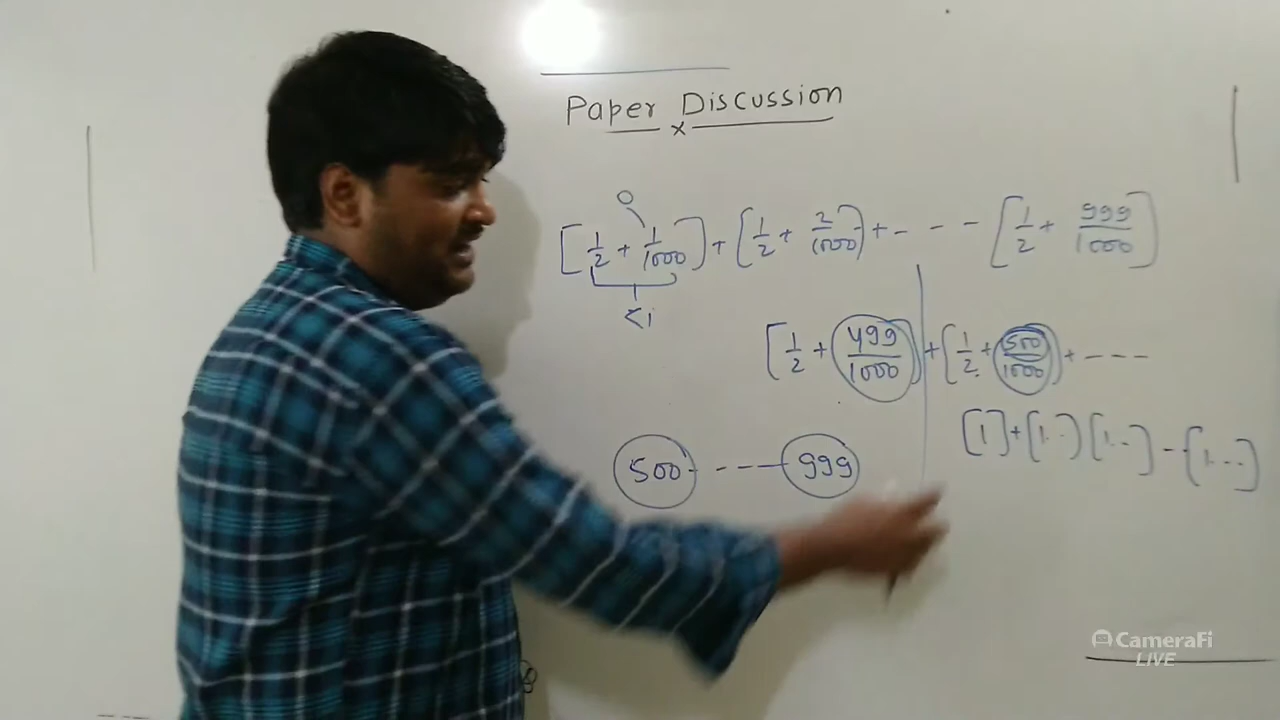 Paper Discussion
x
0
[1/2 + 1/1000] + [1/2 + 2/1000] + - - - [1/2 + 999/1000]
<1
[1/2 + 499/1000] + [1/2 + 500/1000] + - - -
[1] + [1..] [1..] - [1...]
500 - - - 999
CameraFi
LIVE